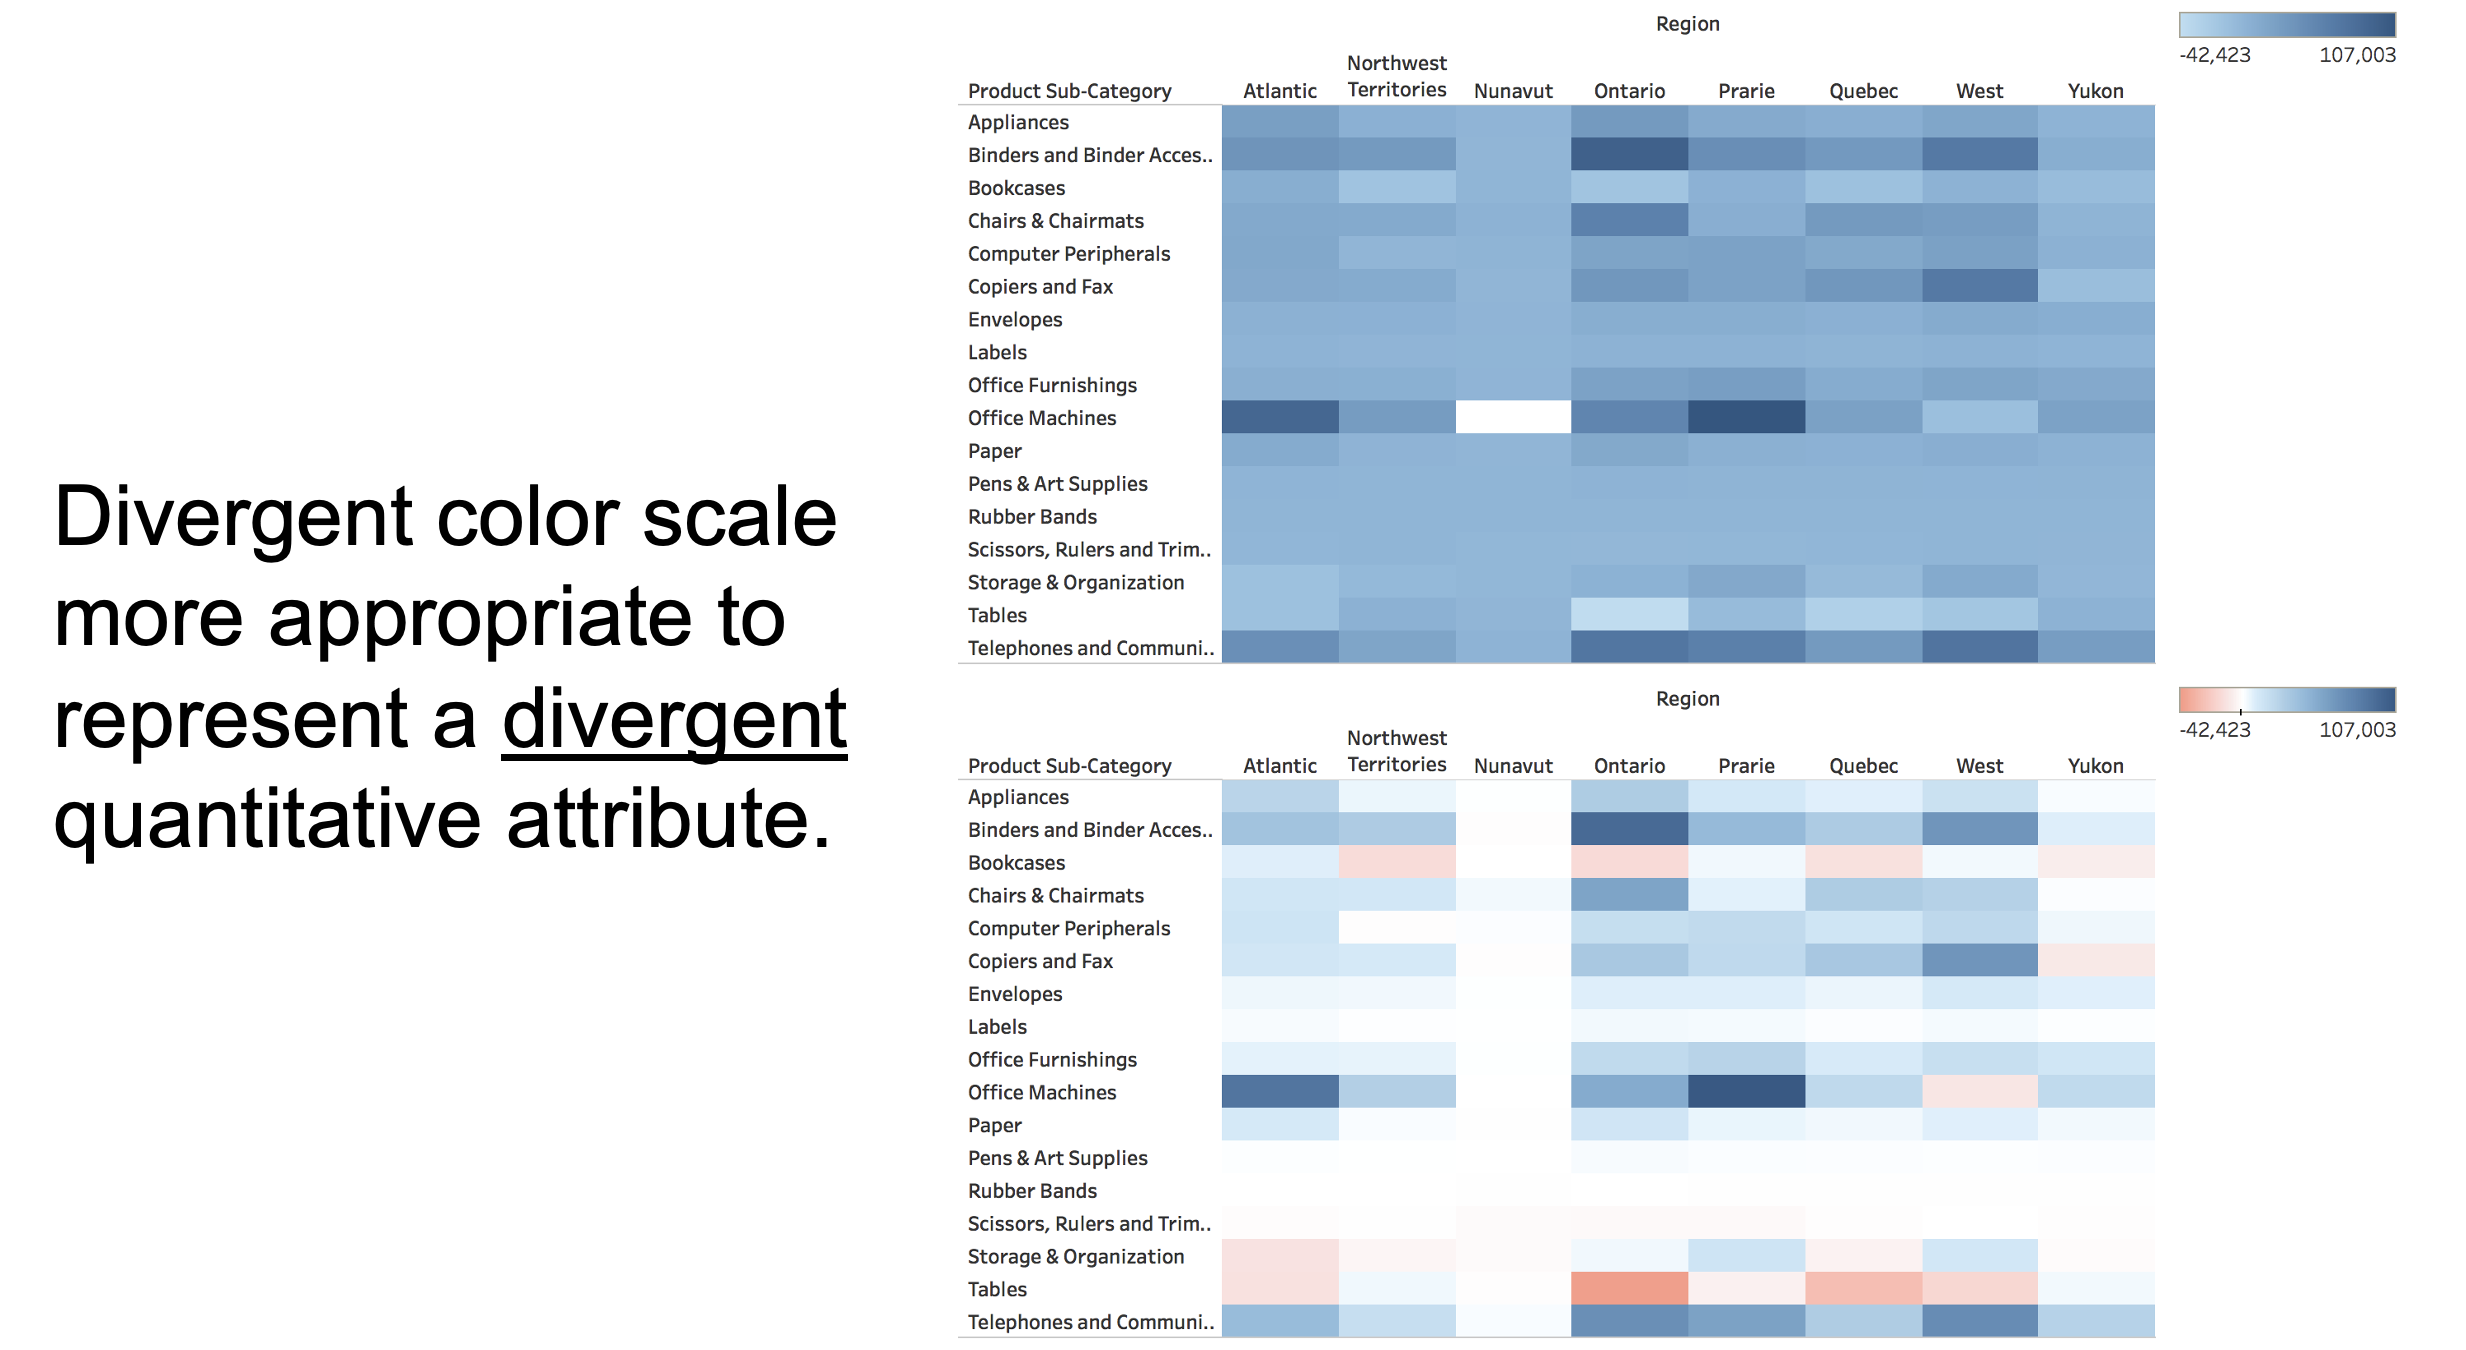 Divergent color scale
more appropriate to
represent a divergent
quantitative attribute.
Region
-42,423 107,003
Product Sub-Category Atlantic Northwest Territories Nunavut Ontario Prarie Quebec West Yukon
Appliances
Binders and Binder Acces..
Bookcases
Chairs & Chairmats
Computer Peripherals
Copiers and Fax
Envelopes
Labels
Office Furnishings
Office Machines
Paper
Pens & Art Supplies
Rubber Bands
Scissors, Rulers and Trim..
Storage & Organization
Tables
Telephones and Communi..
Region
-42,423 107,003
Product Sub-Category Atlantic Northwest Territories Nunavut Ontario Prarie Quebec West Yukon
Appliances
Binders and Binder Acces..
Bookcases
Chairs & Chairmats
Computer Peripherals
Copiers and Fax
Envelopes
Labels
Office Furnishings
Office Machines
Paper
Pens & Art Supplies
Rubber Bands
Scissors, Rulers and Trim..
Storage & Organization
Tables
Telephones and Communi..